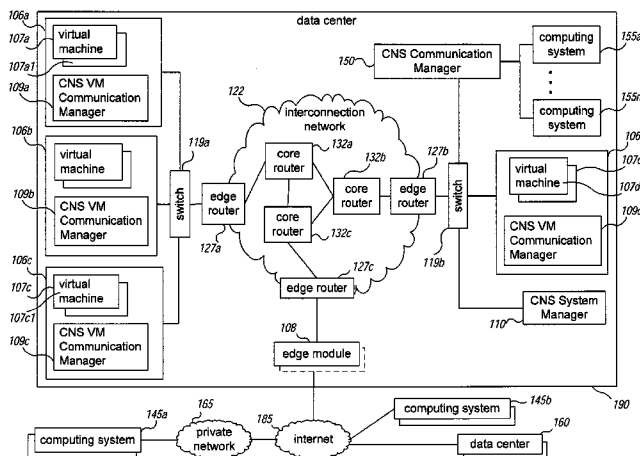 data center
106a
107a
virtual
machine
107a1
CNS VM
Communication
Manager
109a
106b
virtual
machine
109b
CNS VM
Communication
Manager
106c
107c
virtual
machine
107c1
109c
CNS VM
Communication
Manager
119a
switch
edge
router
127a
122
interconnection
network
132a
core
router
132b
core
router
core
router
132c
127b
edge
router
127c
edge router
108
edge module
150
CNS Communication
Manager
computing
system
155a
computing
system
switch
119b
virtual
machine
107d
CNS VM
Communication
Manager
CNS System
Manager
110
190
145a
computing system
165
private
network
185
internet
145b
computing system
160
data center